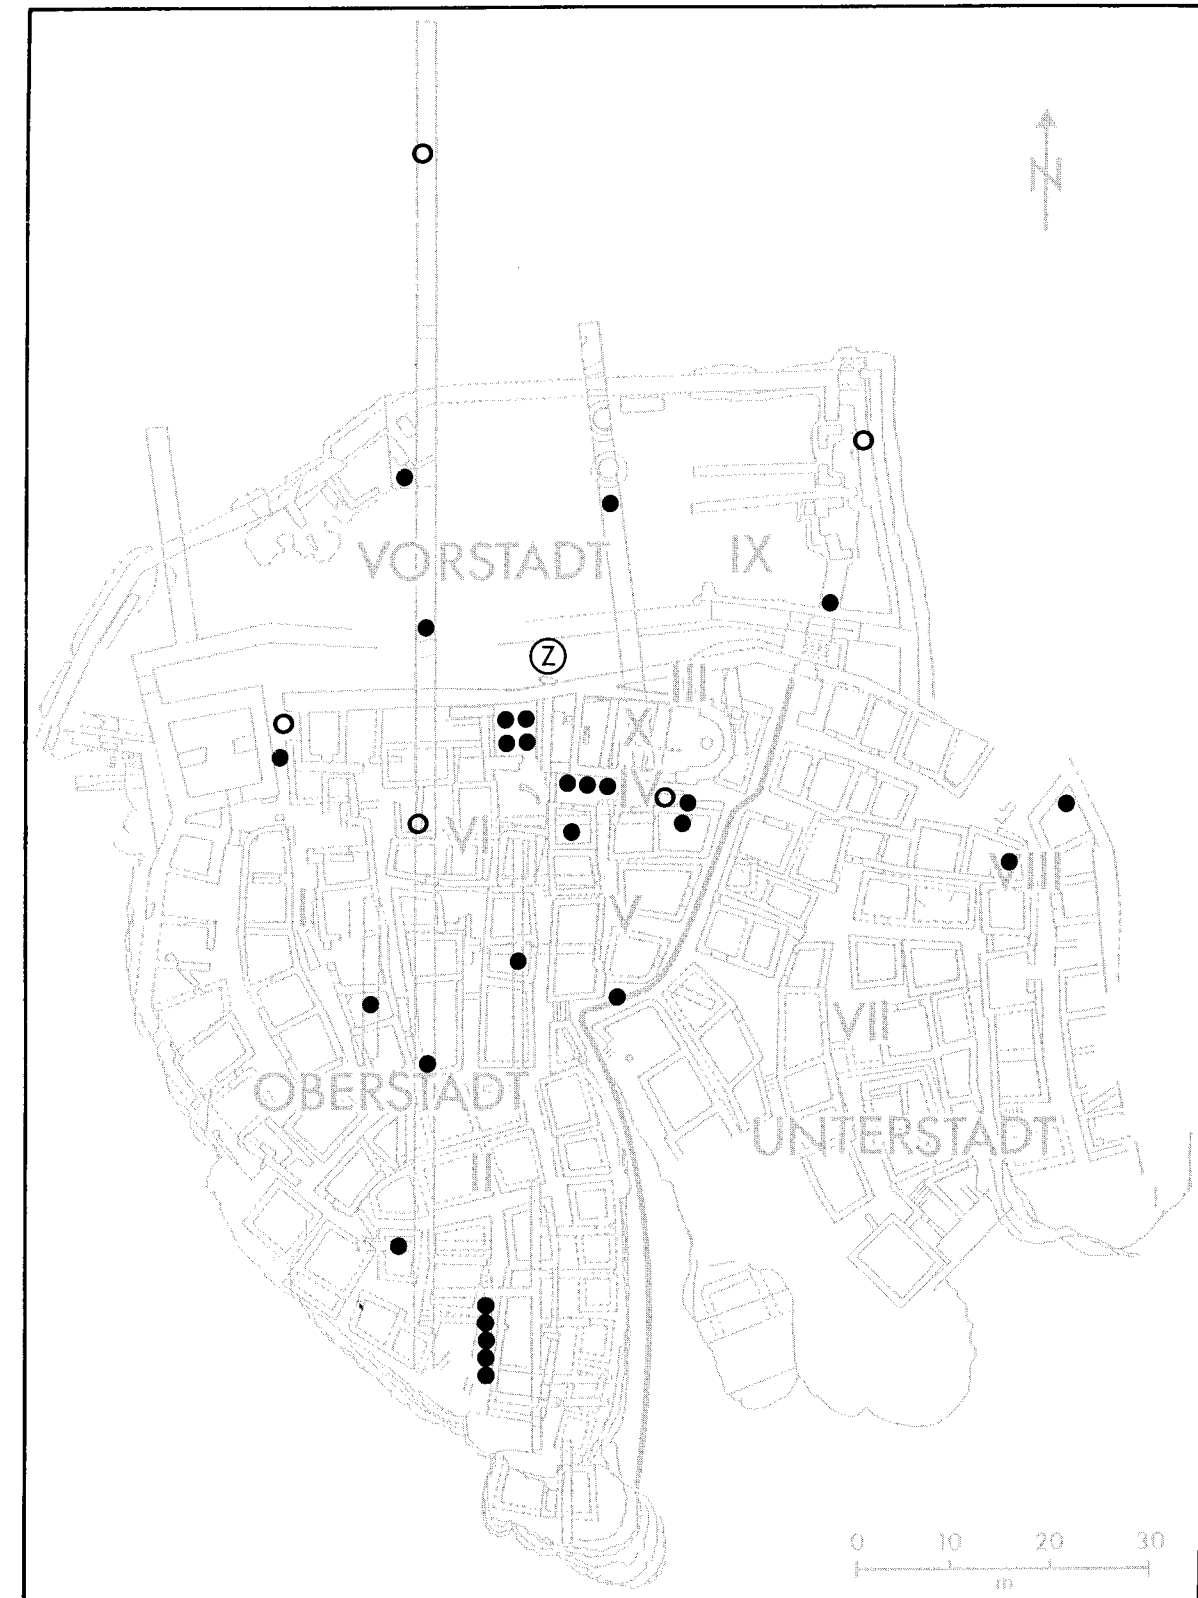 N
VORSTADT
IX
Z
III
X
IV
VI
VIII
I
V
VII
OBERSTADT
UNTERSTADT
II
0 10 20 30
m